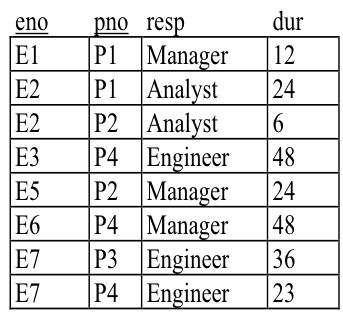 eno pno resp dur
E1 P1 Manager 12
E2 P1 Analyst 24
E2 P2 Analyst 6
E3 P4 Engineer 48
E5 P2 Manager 24
E6 P4 Manager 48
E7 P3 Engineer 36
E7 P4 Engineer 23